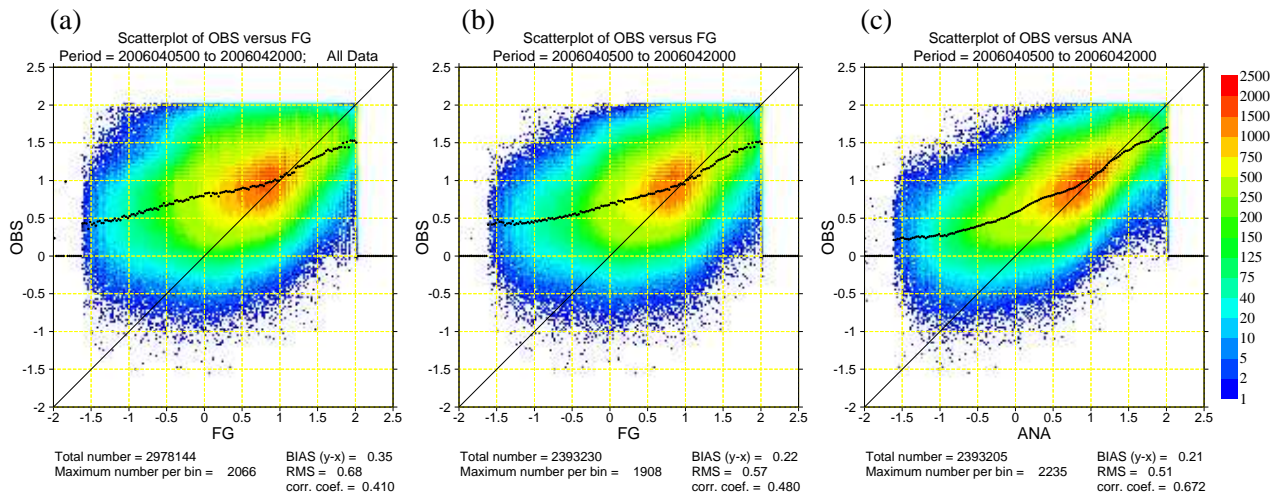 (a)
Scatterplot of OBS versus FG
Period = 2006040500 to 2006042000; All Data
2.5
2
1.5
1
0.5
0
-0.5
-1
-1.5
-2
OBS
-2 -1.5 -1 -0.5 0 0.5 1 1.5 2 2.5
FG
Total number = 2978144 BIAS (y-x) = 0.35
Maximum number per bin = 2066 RMS = 0.68
corr. coef. = 0.410
(b)
Scatterplot of OBS versus FG
Period = 2006040500 to 2006042000
2.5
2
1.5
1
0.5
0
-0.5
-1
-1.5
-2
OBS
-2 -1.5 -1 -0.5 0 0.5 1 1.5 2 2.5
FG
Total number = 2393230 BIAS (y-x) = 0.22
Maximum number per bin = 1908 RMS = 0.57
corr. coef. = 0.480
(c)
Scatterplot of OBS versus ANA
Period = 2006040500 to 2006042000
2.5
2
1.5
1
0.5
0
-0.5
-1
-1.5
-2
OBS
-2 -1.5 -1 -0.5 0 0.5 1 1.5 2 2.5
ANA
Total number = 2393205 BIAS (y-x) = 0.21
Maximum number per bin = 2235 RMS = 0.51
corr. coef. = 0.672
2500
2000
1500
1000
750
500
200
175
125
75
40
20
10
5
2
1